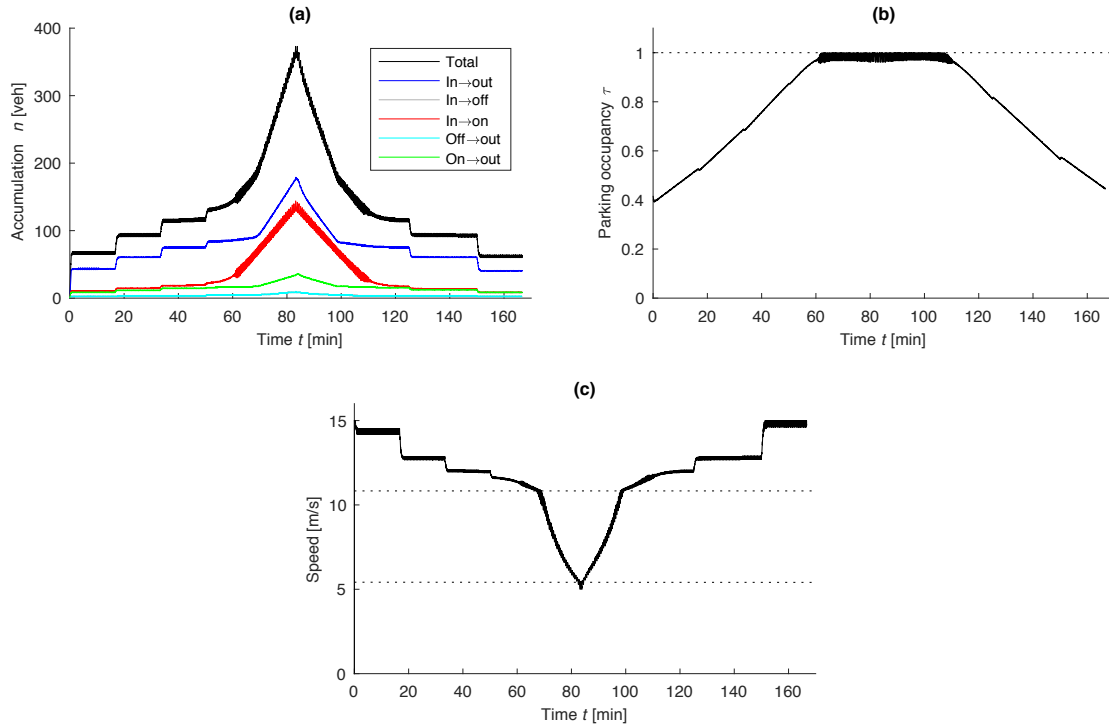 (a)
400
300
200
100
0
Accumulation n [veh]
0 20 40 60 80 100 120 140 160
Time t [min]
Total
In→out
In→off
In→on
Off→out
On→out
(b)
1
0.8
0.6
0.4
0.2
0
Parking occupancy τ
0 20 40 60 80 100 120 140 160
Time t [min]
(c)
15
10
5
0
Speed [m/s]
0 20 40 60 80 100 120 140 160
Time t [min]